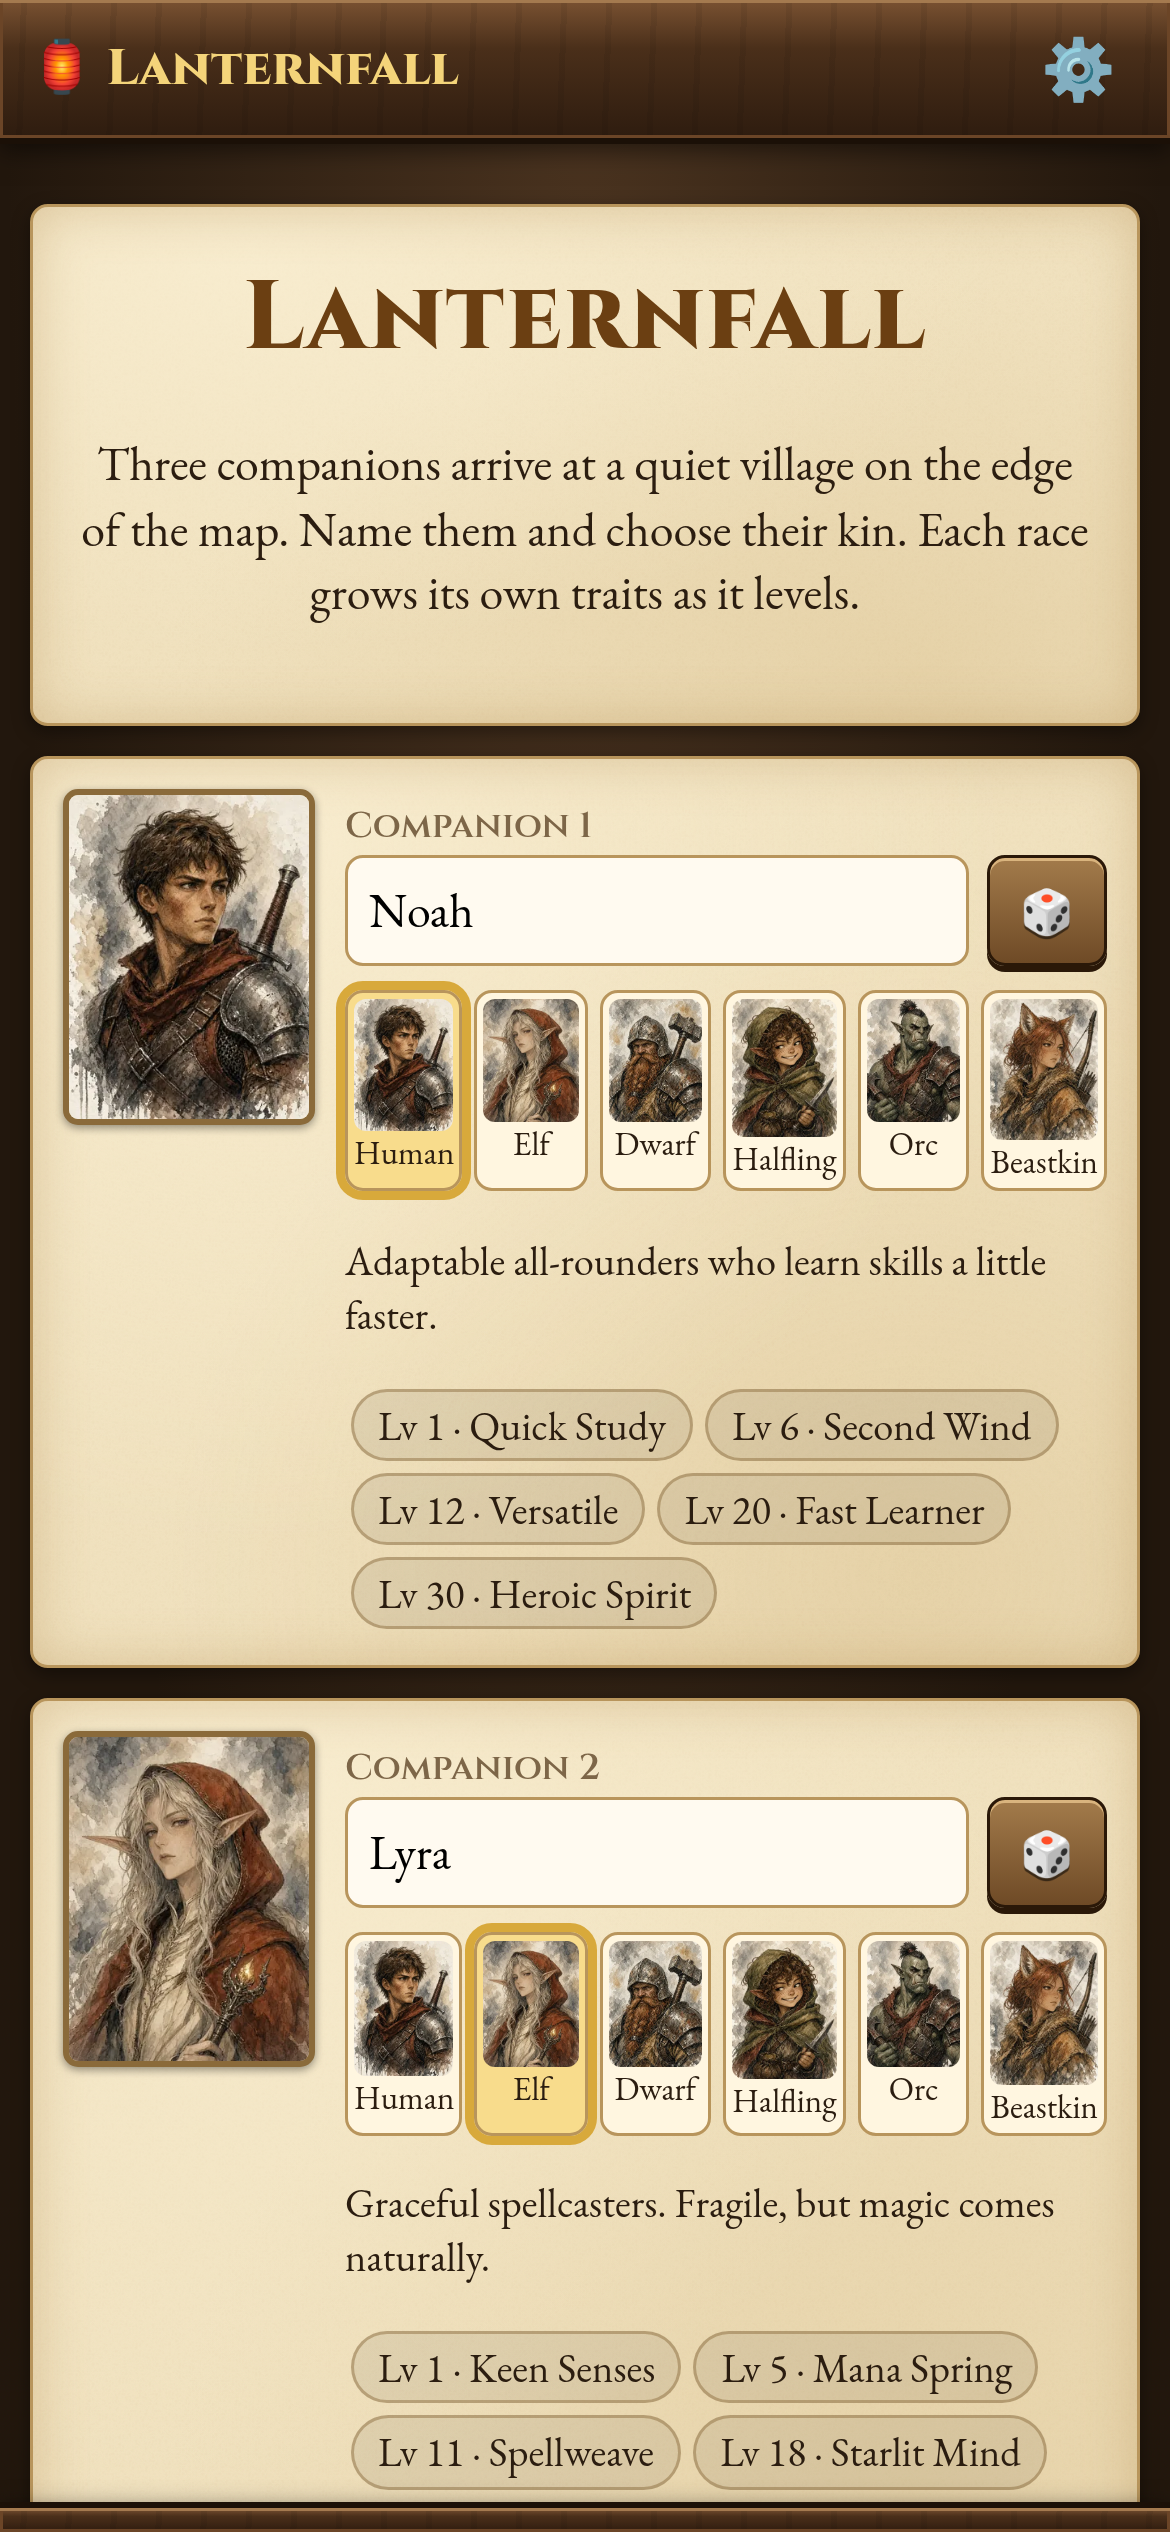 Lanternfall
Lanternfall
Three companions arrive at a quiet village on the edge
of the map. Name them and choose their kin. Each race
grows its own traits as it levels.
Companion 1
Noah
Human
Elf
Dwarf
Halfling
Orc
Beastkin
Adaptable all-rounders who learn skills a little
faster.
Lv 1 · Quick Study
Lv 6 · Second Wind
Lv 12 · Versatile
Lv 20 · Fast Learner
Lv 30 · Heroic Spirit
Companion 2
Lyra
Human
Elf
Dwarf
Halfling
Orc
Beastkin
Graceful spellcasters. Fragile, but magic comes
naturally.
Lv 1 · Keen Senses
Lv 5 · Mana Spring
Lv 11 · Spellweave
Lv 18 · Starlit Mind